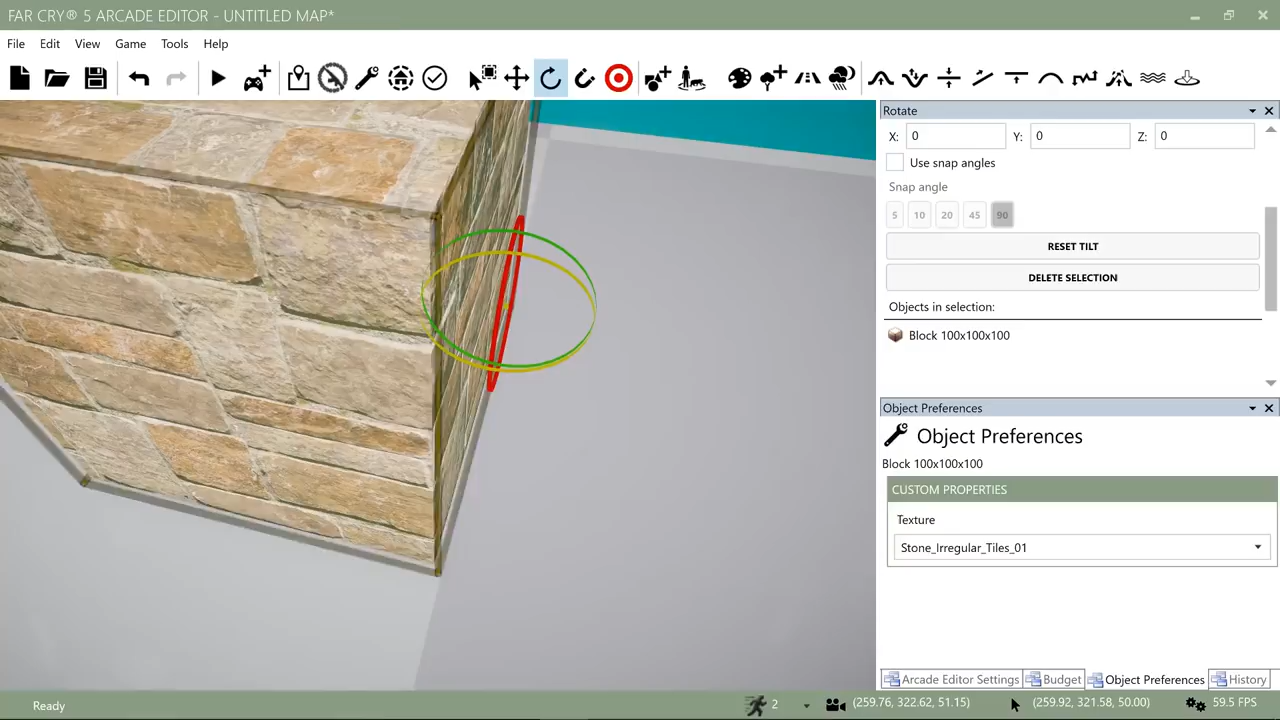 FAR CRY® 5 ARCADE EDITOR - UNTITLED MAP*
File Edit View Game Tools Help
Rotate
X: 0 Y: 0 Z: 0
Use snap angles
Snap angle
5 10 20 45 90
RESET TILT
DELETE SELECTION
Objects in selection:
Block 100x100x100
Object Preferences
Object Preferences
Block 100x100x100
CUSTOM PROPERTIES
Texture
Stone_Irregular_Tiles_01
Arcade Editor Settings Budget Object Preferences History
Ready 2 (259.76, 322.62, 51.15) (259.92, 321.58, 50.00) 59.5 FPS